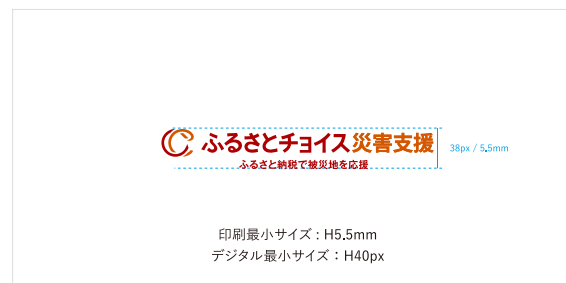 ふるさとチョイス災害支援
ふるさと納税で被災地を応援
38px / 5.5mm
印刷最小サイズ : H5.5mm
デジタル最小サイズ：H40px